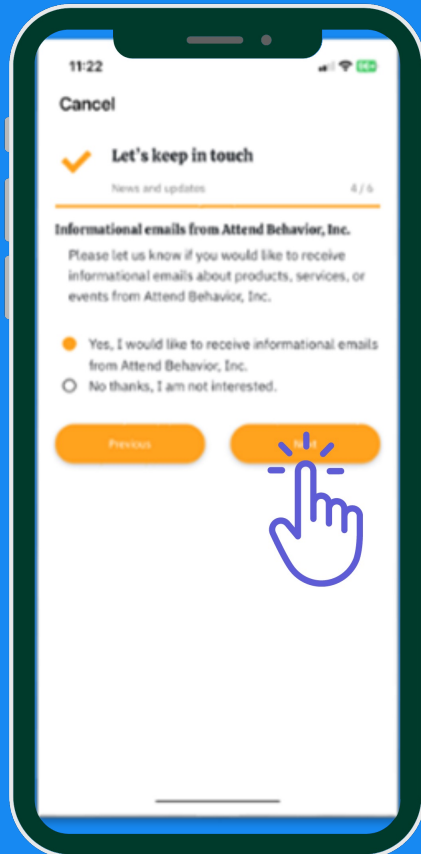 11:22
Cancel
Let's keep in touch
News and updates 4 / 6
Informational emails from Attend Behavior, Inc.
Please let us know if you would like to receive
informational emails about products, services, or
events from Attend Behavior, Inc.
Yes, I would like to receive informational emails
from Attend Behavior, Inc.
No thanks, I am not interested.
Previous